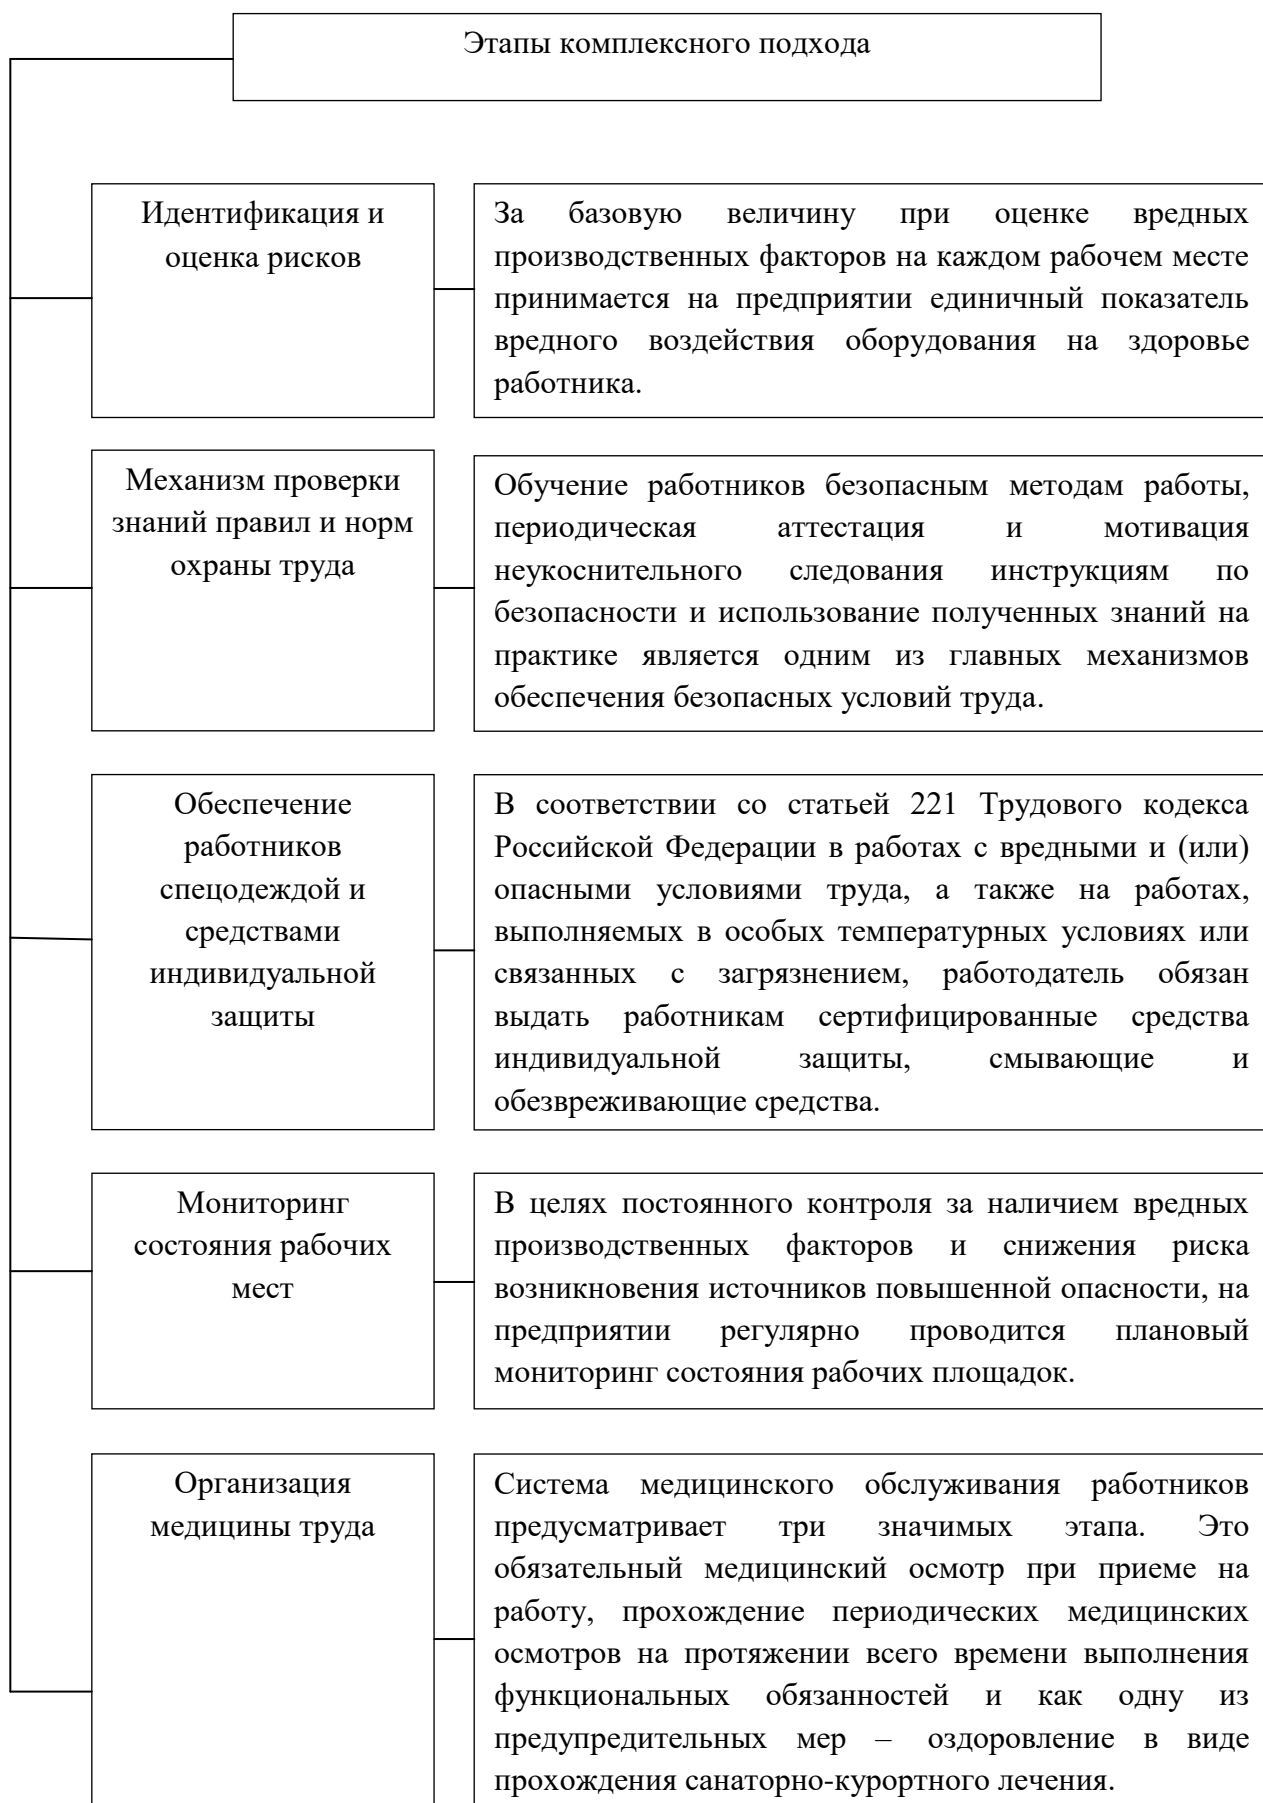 Этапы комплексного подхода
Идентификация и
оценка рисков
За базовую величину при оценке вредных
производственных факторов на каждом рабочем месте
принимается на предприятии единичный показатель
вредного воздействия оборудования на здоровье
работника.
Механизм проверки
знаний правил и норм
охраны труда
Обучение работников безопасным методам работы,
периодическая аттестация и мотивация
неукоснительного следования инструкциям по
безопасности и использование полученных знаний на
практике является одним из главных механизмов
обеспечения безопасных условий труда.
Обеспечение
работников
спецодеждой и
средствами
индивидуальной
защиты
В соответствии со статьей 221 Трудового кодекса
Российской Федерации в работах с вредными и (или)
опасными условиями труда, а также на работах,
выполняемых в особых температурных условиях или
связанных с загрязнением, работодатель обязан
выдать работникам сертифицированные средства
индивидуальной защиты, смывающие и
обезвреживающие средства.
Мониторинг
состояния рабочих
мест
В целях постоянного контроля за наличием вредных
производственных факторов и снижения риска
возникновения источников повышенной опасности, на
предприятии регулярно проводится плановый
мониторинг состояния рабочих площадок.
Организация
медицины труда
Система медицинского обслуживания работников
предусматривает три значимых этапа. Это
обязательный медицинский осмотр при приеме на
работу, прохождение периодических медицинских
осмотров на протяжении всего времени выполнения
функциональных обязанностей и как одну из
предупредительных мер – оздоровление в виде
прохождения санаторно-курортного лечения.